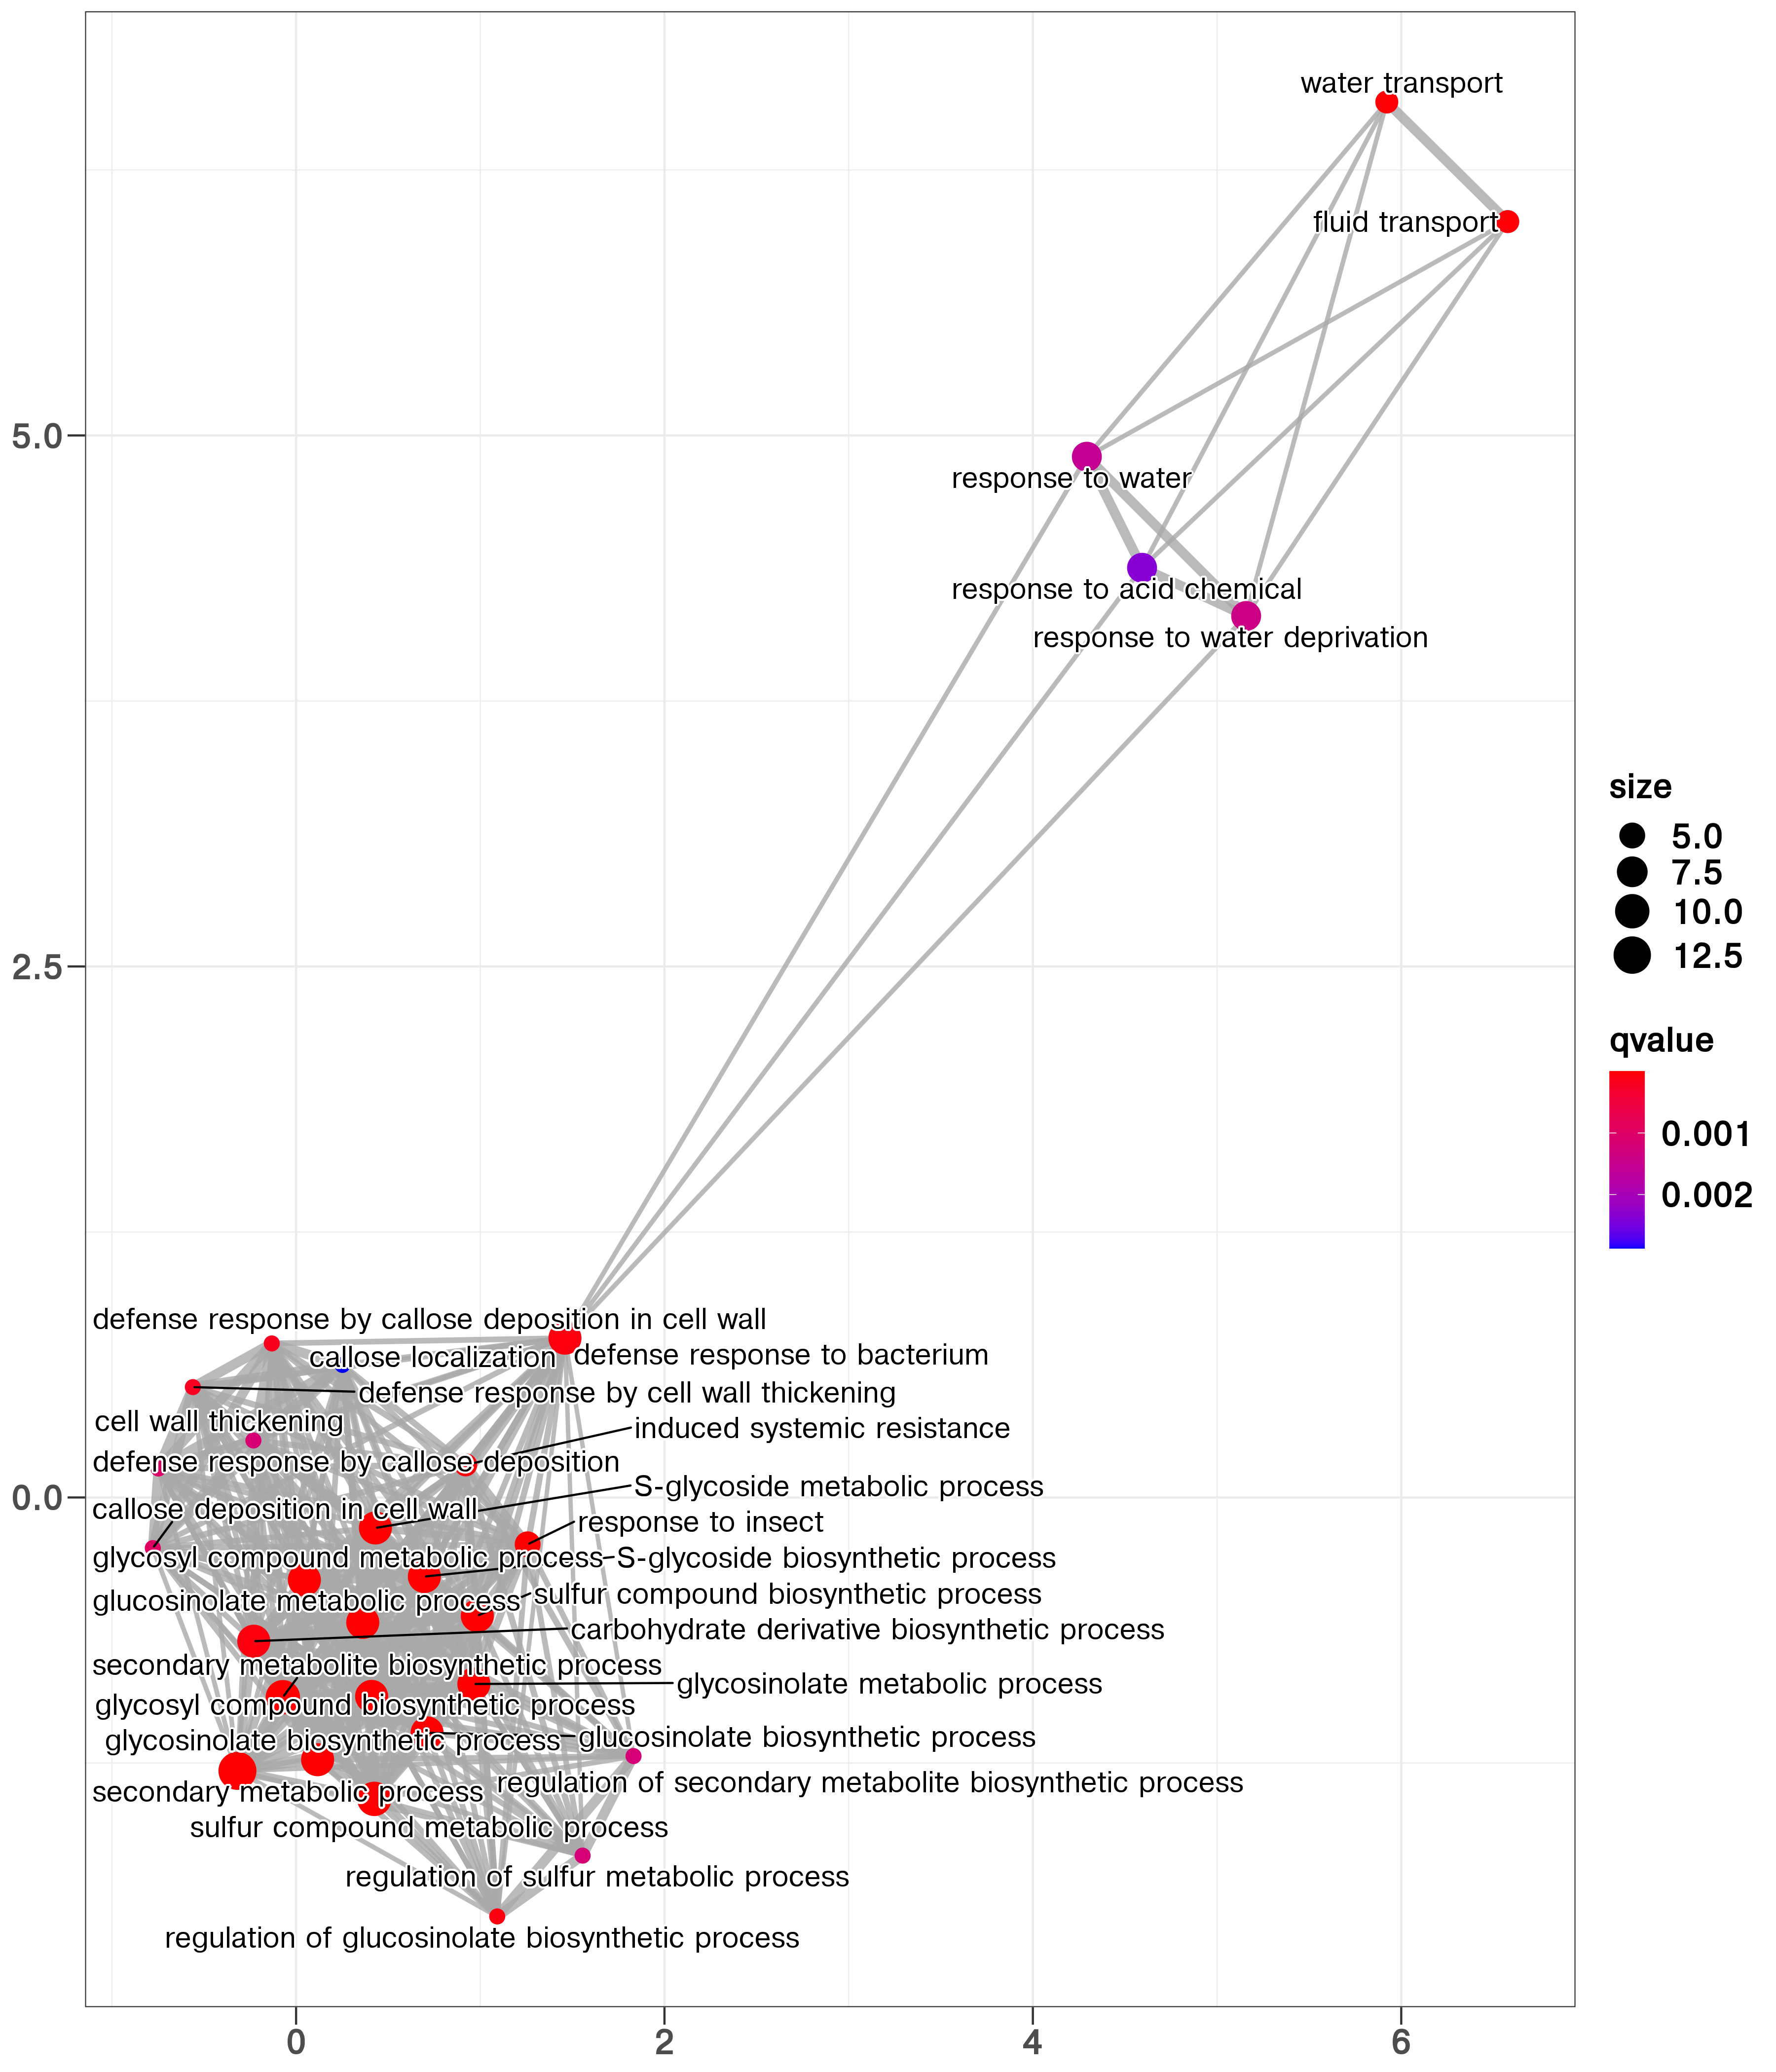 water transport
fluid transport
5.0
response to water
response to acid chemical
response to water deprivation
size
5.0
7.5
10.0
12.5
2.5
qvalue
0.001
0.002
defense response by callose deposition in cell wall
callose localization
defense response to bacterium
defense response by cell wall thickening
cell wall thickening
induced systemic resistance
defense response by callose deposition
S-glycoside metabolic process
0.0
callose deposition in cell wall
response to insect
glycosyl compound metabolic process
S-glycoside biosynthetic process
glucosinolate metabolic process
sulfur compound biosynthetic process
carbohydrate derivative biosynthetic process
secondary metabolite biosynthetic process
glycosinolate metabolic process
glycosyl compound biosynthetic process
glycosinolate biosynthetic process
glucosinolate biosynthetic process
regulation of secondary metabolite biosynthetic process
secondary metabolic process
sulfur compound metabolic process
regulation of sulfur metabolic process
regulation of glucosinolate biosynthetic process
0
2
4
6